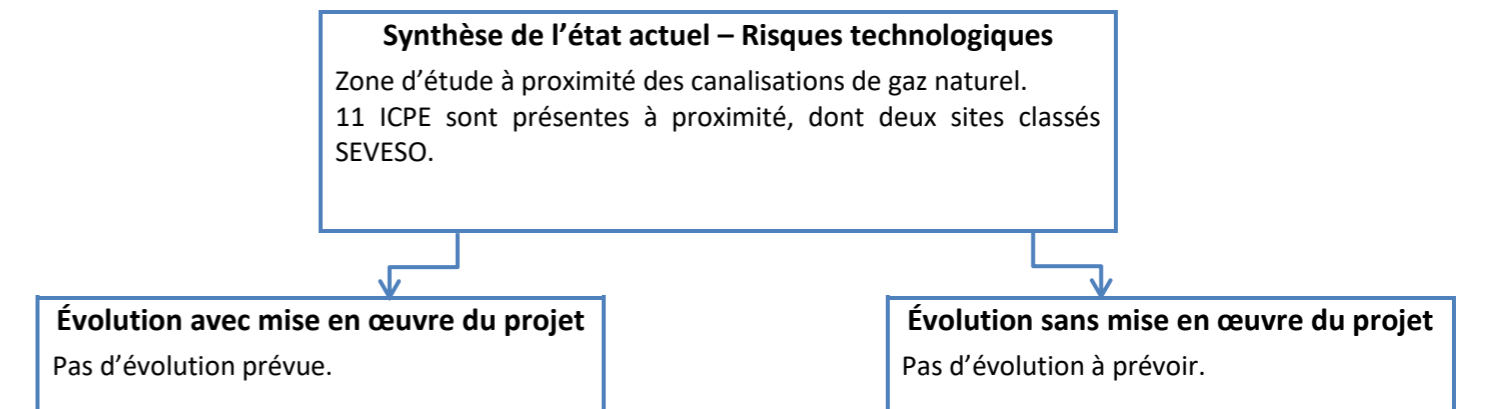 Synthèse de l’état actuel – Risques technologiques
Zone d’étude à proximité des canalisations de gaz naturel.
11 ICPE sont présentes à proximité, dont deux sites classés
SEVESO.
Évolution avec mise en œuvre du projet
Pas d’évolution prévue.
Évolution sans mise en œuvre du projet
Pas d’évolution à prévoir.